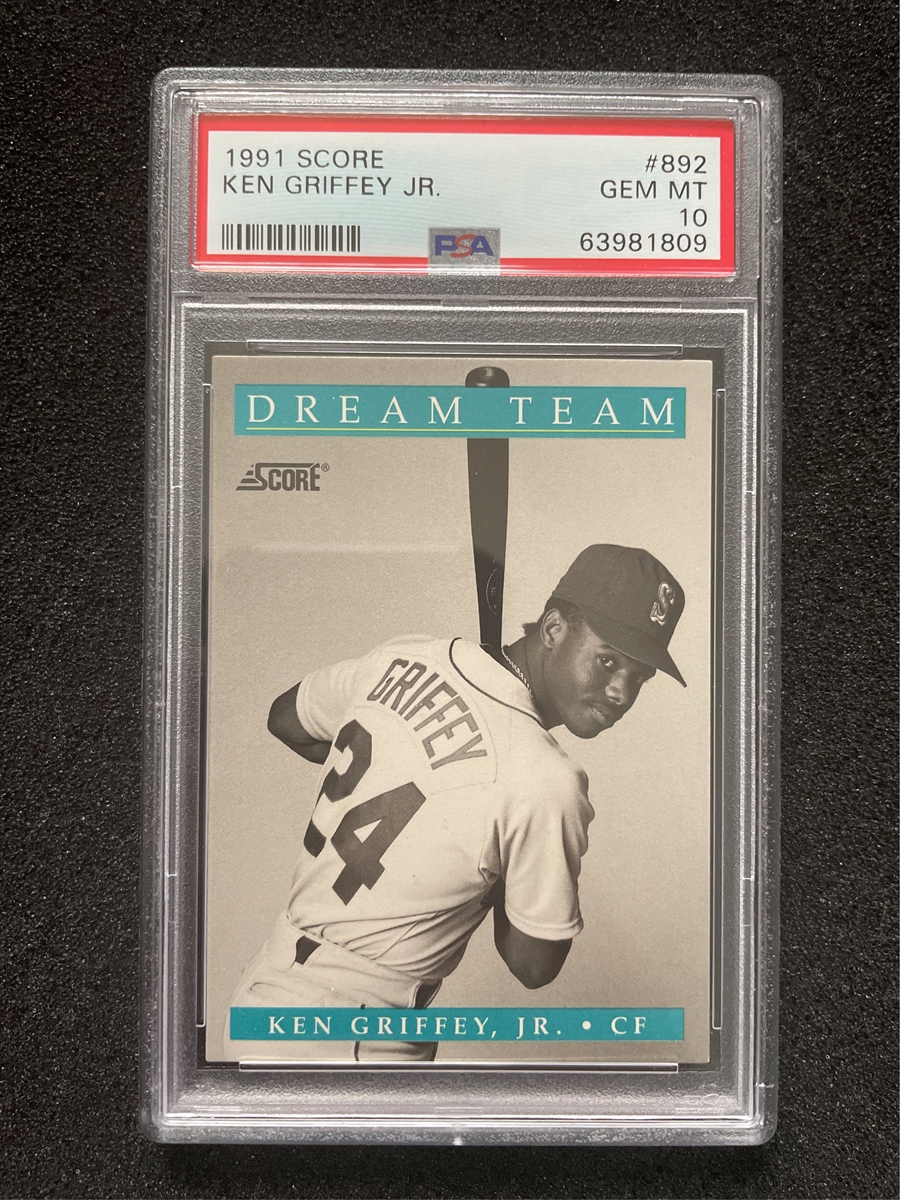 1991 SCORE #892
KEN GRIFFEY JR. GEM MT
10
PSA 63981809
DREAM TEAM
SCORE®
S
GRIFFEY
24
KEN GRIFFEY, JR. • CF